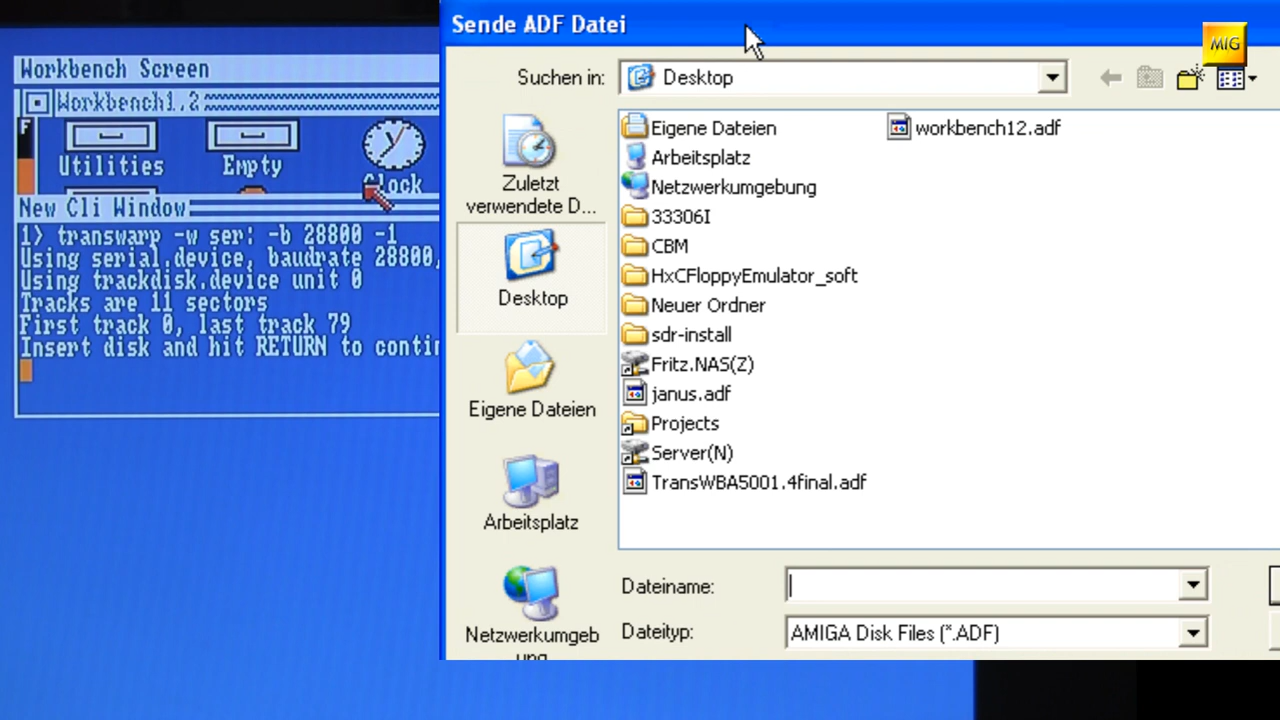 Workbench Screen
Workbench1.2
Utilities
Empty
Clock
New Cli Window
1> transwarp -w ser: -b 28800 -1
Using serial.device, baudrate 28800,
Using trackdisk.device unit 0
Tracks are 11 sectors
First track 0, last track 79
Insert disk and hit RETURN to contin
Sende ADF Datei
MIG
Suchen in:
Desktop
Zuletzt
verwendete D...
Desktop
Eigene Dateien
Arbeitsplatz
Netzwerkumgeb
ung
Eigene Dateien
Arbeitsplatz
Netzwerkumgebung
33306I
CBM
HxCFloppyEmulator_soft
Neuer Ordner
sdr-install
Fritz.NAS(Z)
janus.adf
Projects
Server(N)
TransWBA5001.4final.adf
workbench12.adf
Dateiname:
Dateityp:
AMIGA Disk Files (*.ADF)